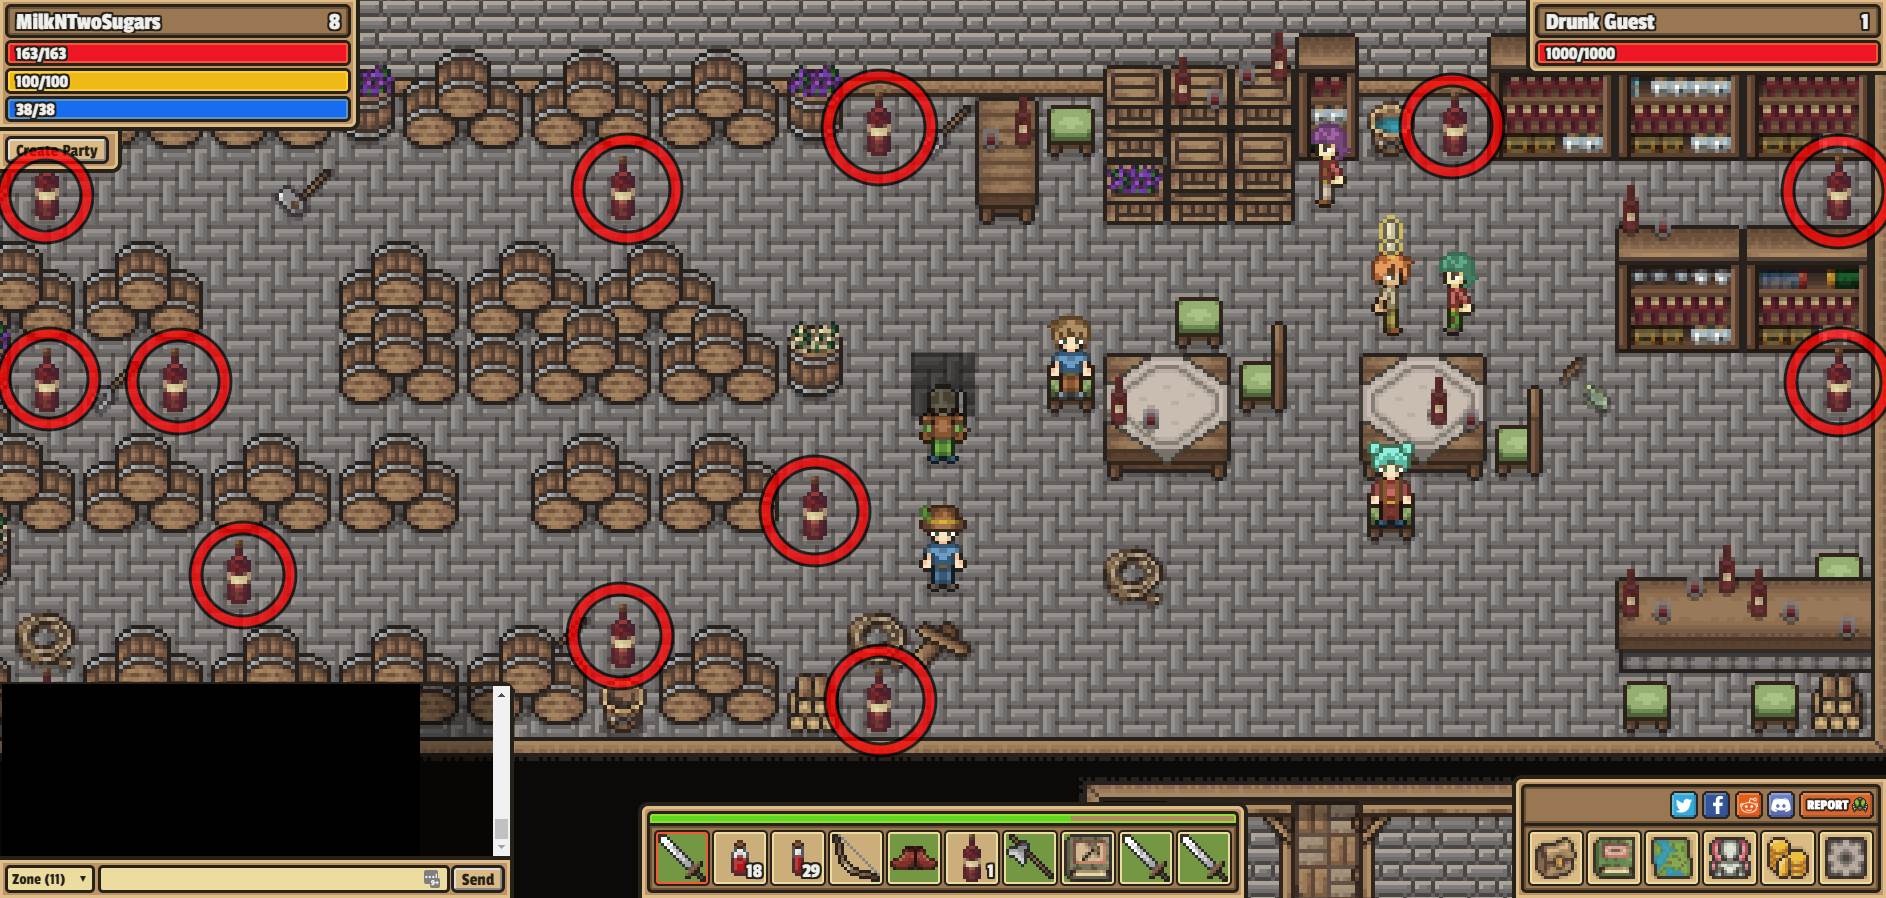 MilkNTwoSugars 8
163/163
100/100
38/38
Create Party
Drunk Guest 1
1000/1000
Zone (11)
Send
18
29
1
REPORT